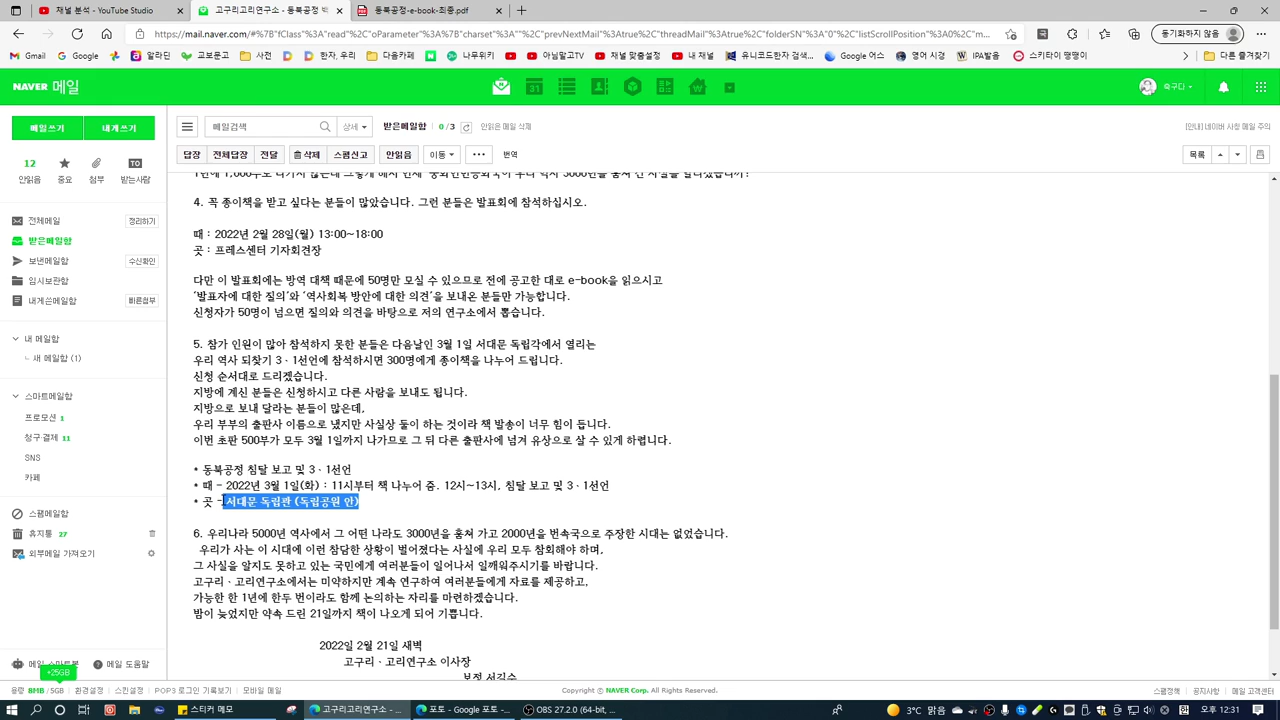 채널 분석 - YouTube Studio
고구리고리연구소 - 동북공정 백
동북공정-e-book-최종.pdf
https://mail.naver.com/#%7B"fClass"%3A"read"%2C"oParameter"%3A%7B"charset"%3A""%2C"prevNextMail"%3Atrue%2C"threadMail"%3Atrue%2C"folderSN"%3A"0"%2C"listScrollPosition"%3A0%2C"m...
동기화하지 않음
Gmail
Google
알라딘
교보문고
사전
한자,
다음카페
나무위키
아님말고TV
채널 맞춤설정
내 채널
유니코드한자 검색...
Google 어스
영어 시장
IPA발음
스키타이 땡땡이
다른 즐겨찾기
NAVER 메일
31
메일쓰기
내게쓰기
메일검색
상세
받은메일함
0/3
안읽은 메일 삭제
[안내] 네이버 사칭 메일 주의
12
안읽음
중요
첨부
TO
받는사람
답장
전체답장
전달
삭제
스팸신고
안읽음
이동
번역
목록
전체메일
정리하기
받은메일함
보낸메일함
수신확인
임시보관함
내게쓴메일함
빠른첨부
내 메일함
새 메일함 (1)
스마트메일함
프로모션 1
청구·결제 11
SNS
카페
스팸메일함
휴지통 27
외부메일 가져오기
4. 꼭 종이책을 받고 싶다는 분들이 많았습니다. 그런 분들은 발표회에 참석하십시오.
때 : 2022년 2월 28일(월) 13:00~18:00
곳 : 프레스센터 기자회견장
다만 이 발표회에는 방역 대책 때문에 50명만 모실 수 있으므로 전에 공고한 대로 e-book을 읽으시고
'발표자에 대한 질의'와 '역사회복 방안에 대한 의견'을 보내온 분들만 가능합니다.
신청자가 50명이 넘으면 질의와 의견을 바탕으로 저의 연구소에서 뽑습니다.
5. 참가 인원이 많아 참석하지 못한 분들은 다음날인 3월 1일 서대문 독립각에서 열리는
우리 역사 되찾기 3ㆍ1선언에 참석하시면 300명에게 종이책을 나누어 드립니다.
신청 순서대로 드리겠습니다.
지방에 계신 분들은 신청하시고 다른 사람을 보내도 됩니다.
지방으로 보내 달라는 분들이 많은데,
우리 부부의 출판사 이름으로 냈지만 사실상 둘이 하는 것이라 책 발송이 너무 힘이 듭니다.
이번 초판 500부가 모두 3월 1일까지 나가므로 그 뒤 다른 출판사에 넘겨 유상으로 살 수 있게 하렵니다.
* 동북공정 침탈 보고 및 3ㆍ1선언
* 때 - 2022년 3월 1일(화) : 11시부터 책 나누어 줌. 12시~13시, 침탈 보고 및 3ㆍ1선언
* 곳 - 서대문 독립관 (독립공원 안)
6. 우리나라 5000년 역사에서 그 어떤 나라도 3000년을 훔쳐 가고 2000년을 번속국으로 주장한 시대는 없었습니다.
우리가 사는 이 시대에 이런 참담한 상황이 벌어졌다는 사실에 우리 모두 참회해야 하며,
그 사실을 알지도 못하고 있는 국민에게 여러분들이 일어나서 일깨워주시기를 바랍니다.
고구리ㆍ고리연구소에서는 미약하지만 계속 연구하여 여러분들에게 자료를 제공하고,
가능한 한 1년에 한두 번이라도 함께 논의하는 자리를 마련하겠습니다.
밤이 늦었지만 약속 드린 21일까지 책이 나오게 되어 기쁩니다.
2022일 2월 21일 새벽
고구리ㆍ고리연구소 이사장
보정 서길수
+25GB
메일 도움말
용량 8MB / 5GB
환경설정
스킨설정
POP3 로그인 기록보기
모바일 메일
Copyright © NAVER Corp. All Rights Reserved.
스팸정책
공지사항
메일 고객센터
스티커 메모
고구리고리연구소 - ...
포토 - Google 포토 -...
OBS 27.2.0 (64-bit, ...
3°C 맑음
오후 12:31